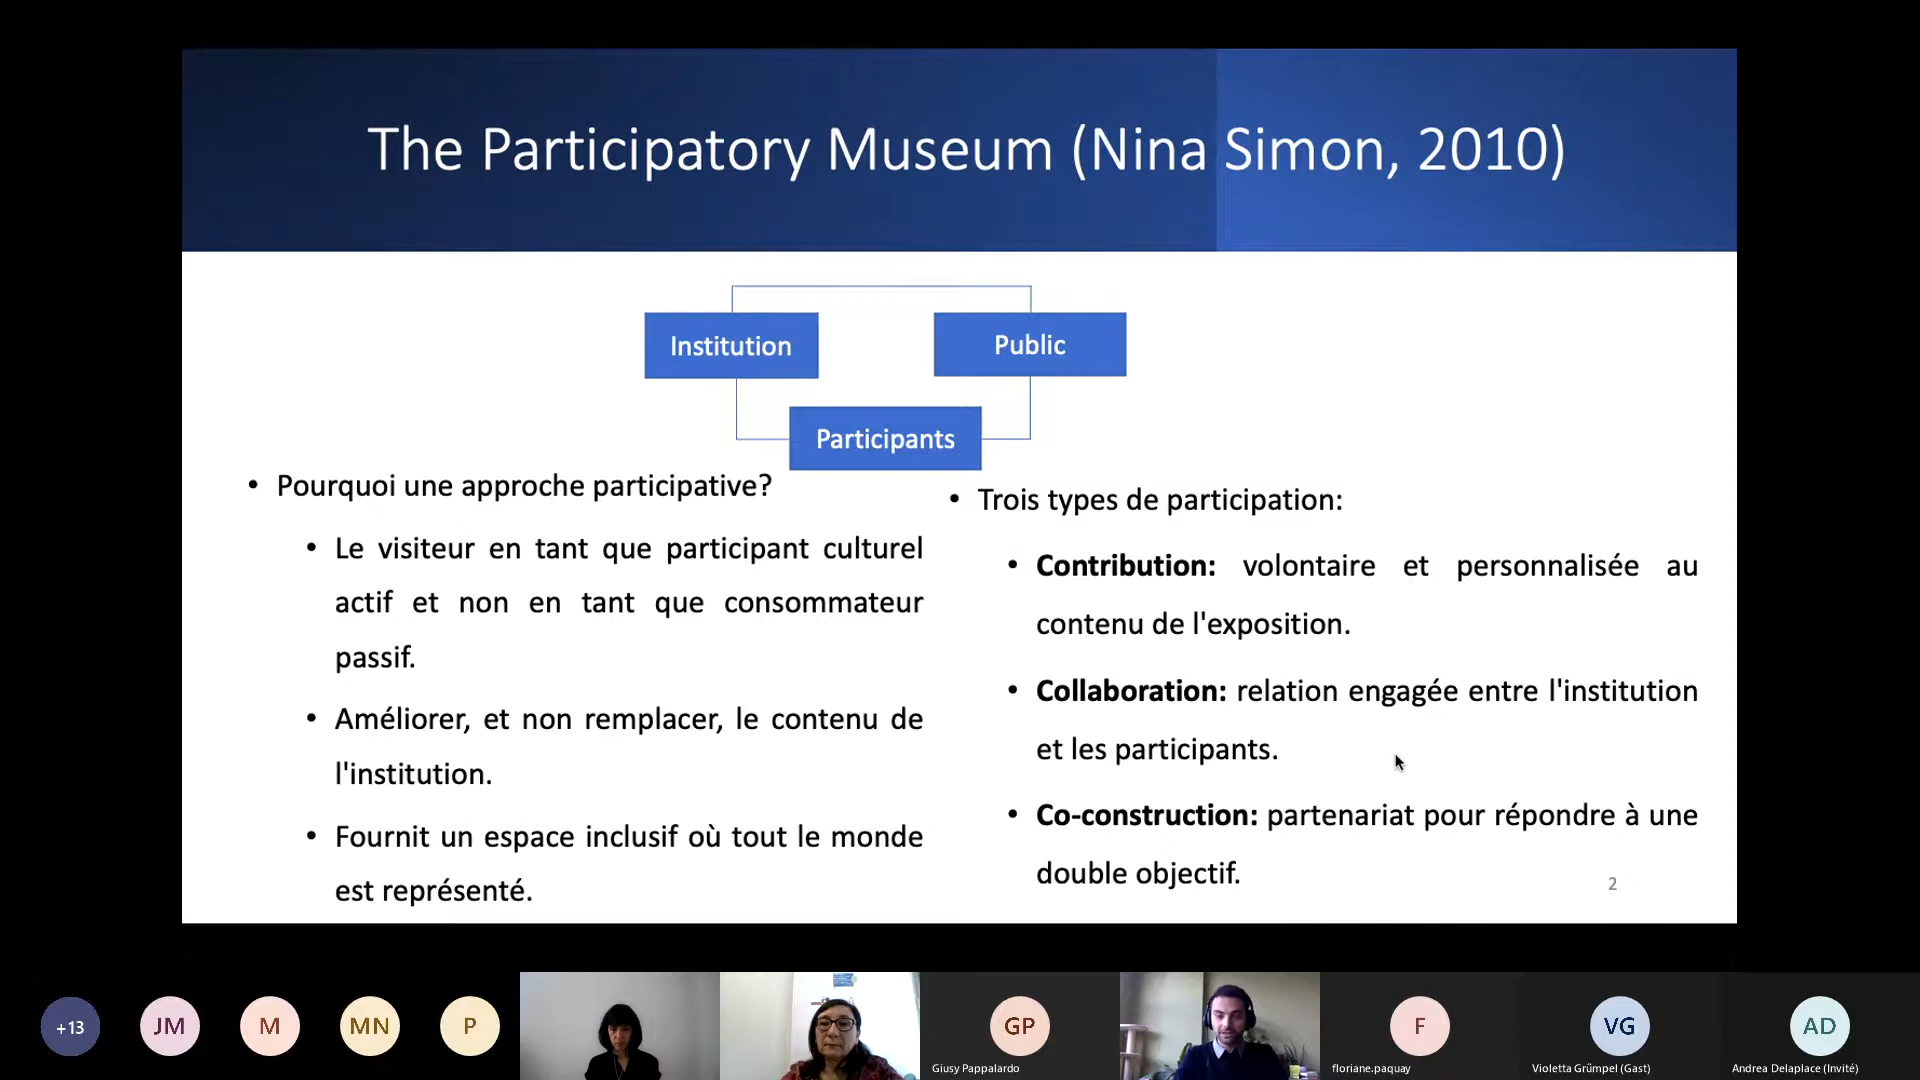 The Participatory Museum (Nina Simon, 2010)
Institution
Public
Participants
• Pourquoi une approche participative?
• Le visiteur en tant que participant culturel
actif et non en tant que consommateur
passif.
• Améliorer, et non remplacer, le contenu de
l'institution.
• Fournit un espace inclusif où tout le monde
est représenté.
• Trois types de participation:
• Contribution: volontaire et personnalisée au
contenu de l'exposition.
• Collaboration: relation engagée entre l'institution
et les participants.
• Co-construction: partenariat pour répondre à une
double objectif.
2
+13
JM
M
MN
P
GP
Giusy Pappalardo
F
floriane.paquay
VG
Violetta Grümpel (Gast)
AD
Andrea Delaplace (Invité)